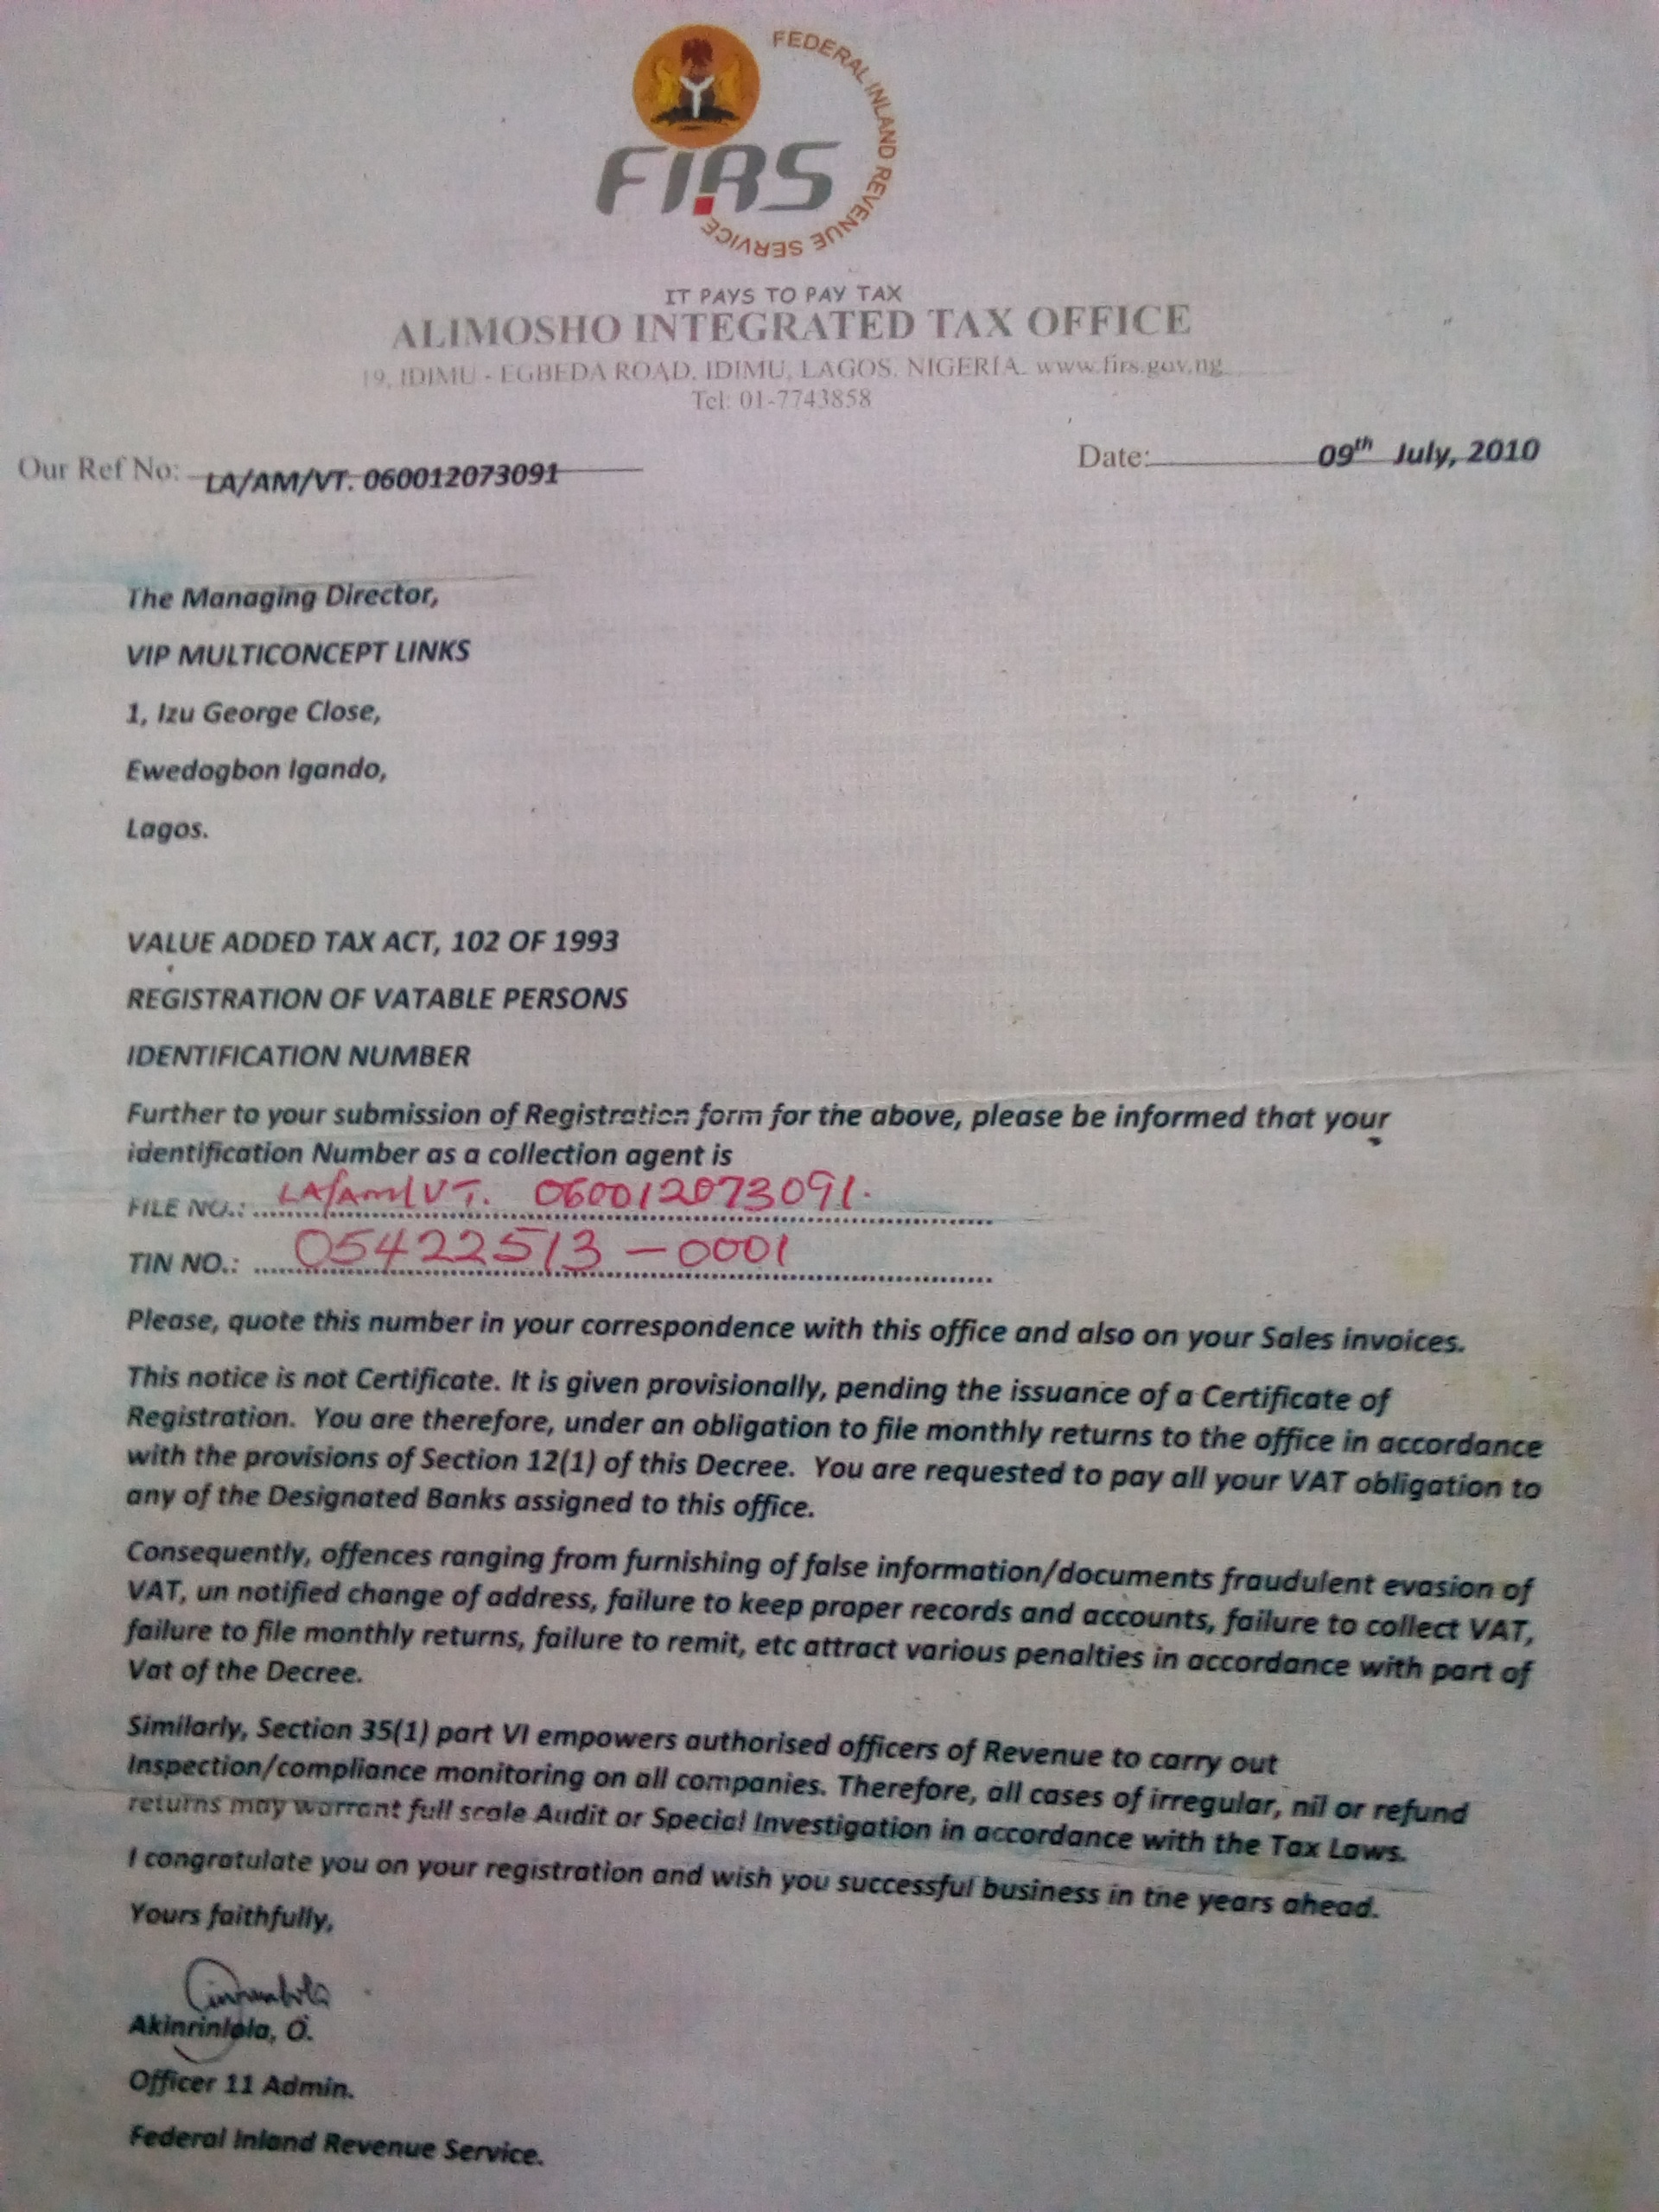 FEDERAL INLAND REVENUE SERVICE
FIRS
IT PAYS TO PAY TAX
ALIMOSHO INTEGRATED TAX OFFICE
19, IDIMU - EGBEDA ROAD, IDIMU, LAGOS, NIGERIA. www.firs.gov.ng
Tel: 01-7743858
Our Ref No: LA/AM/VT. 060012073091
Date: 09th July, 2010
The Managing Director,
VIP MULTICONCEPT LINKS
1, Izu George Close,
Ewedogbon Igando,
Lagos.
VALUE ADDED TAX ACT, 102 OF 1993
REGISTRATION OF VATABLE PERSONS
IDENTIFICATION NUMBER
Further to your submission of Registration form for the above, please be informed that your
identification Number as a collection agent is
FILE NO.: LA/AM/VT. 060012073091.
TIN NO.: 05422513-0001
Please, quote this number in your correspondence with this office and also on your Sales invoices.
This notice is not Certificate. It is given provisionally, pending the issuance of a Certificate of
Registration. You are therefore, under an obligation to file monthly returns to the office in accordance
with the provisions of Section 12(1) of this Decree. You are requested to pay all your VAT obligation to
any of the Designated Banks assigned to this office.
Consequently, offences ranging from furnishing of false information/documents fraudulent evasion of
VAT, un notified change of address, failure to keep proper records and accounts, failure to collect VAT,
failure to file monthly returns, failure to remit, etc attract various penalties in accordance with part of
Vat of the Decree.
Similarly, Section 35(1) part VI empowers authorised officers of Revenue to carry out
Inspection/compliance monitoring on all companies. Therefore, all cases of irregular, nil or refund
returns may warrant full scale Audit or Special Investigation in accordance with the Tax Laws.
I congratulate you on your registration and wish you successful business in the years ahead.
Yours faithfully,
Akinrinlola, O.
Officer 11 Admin.
Federal Inland Revenue Service.